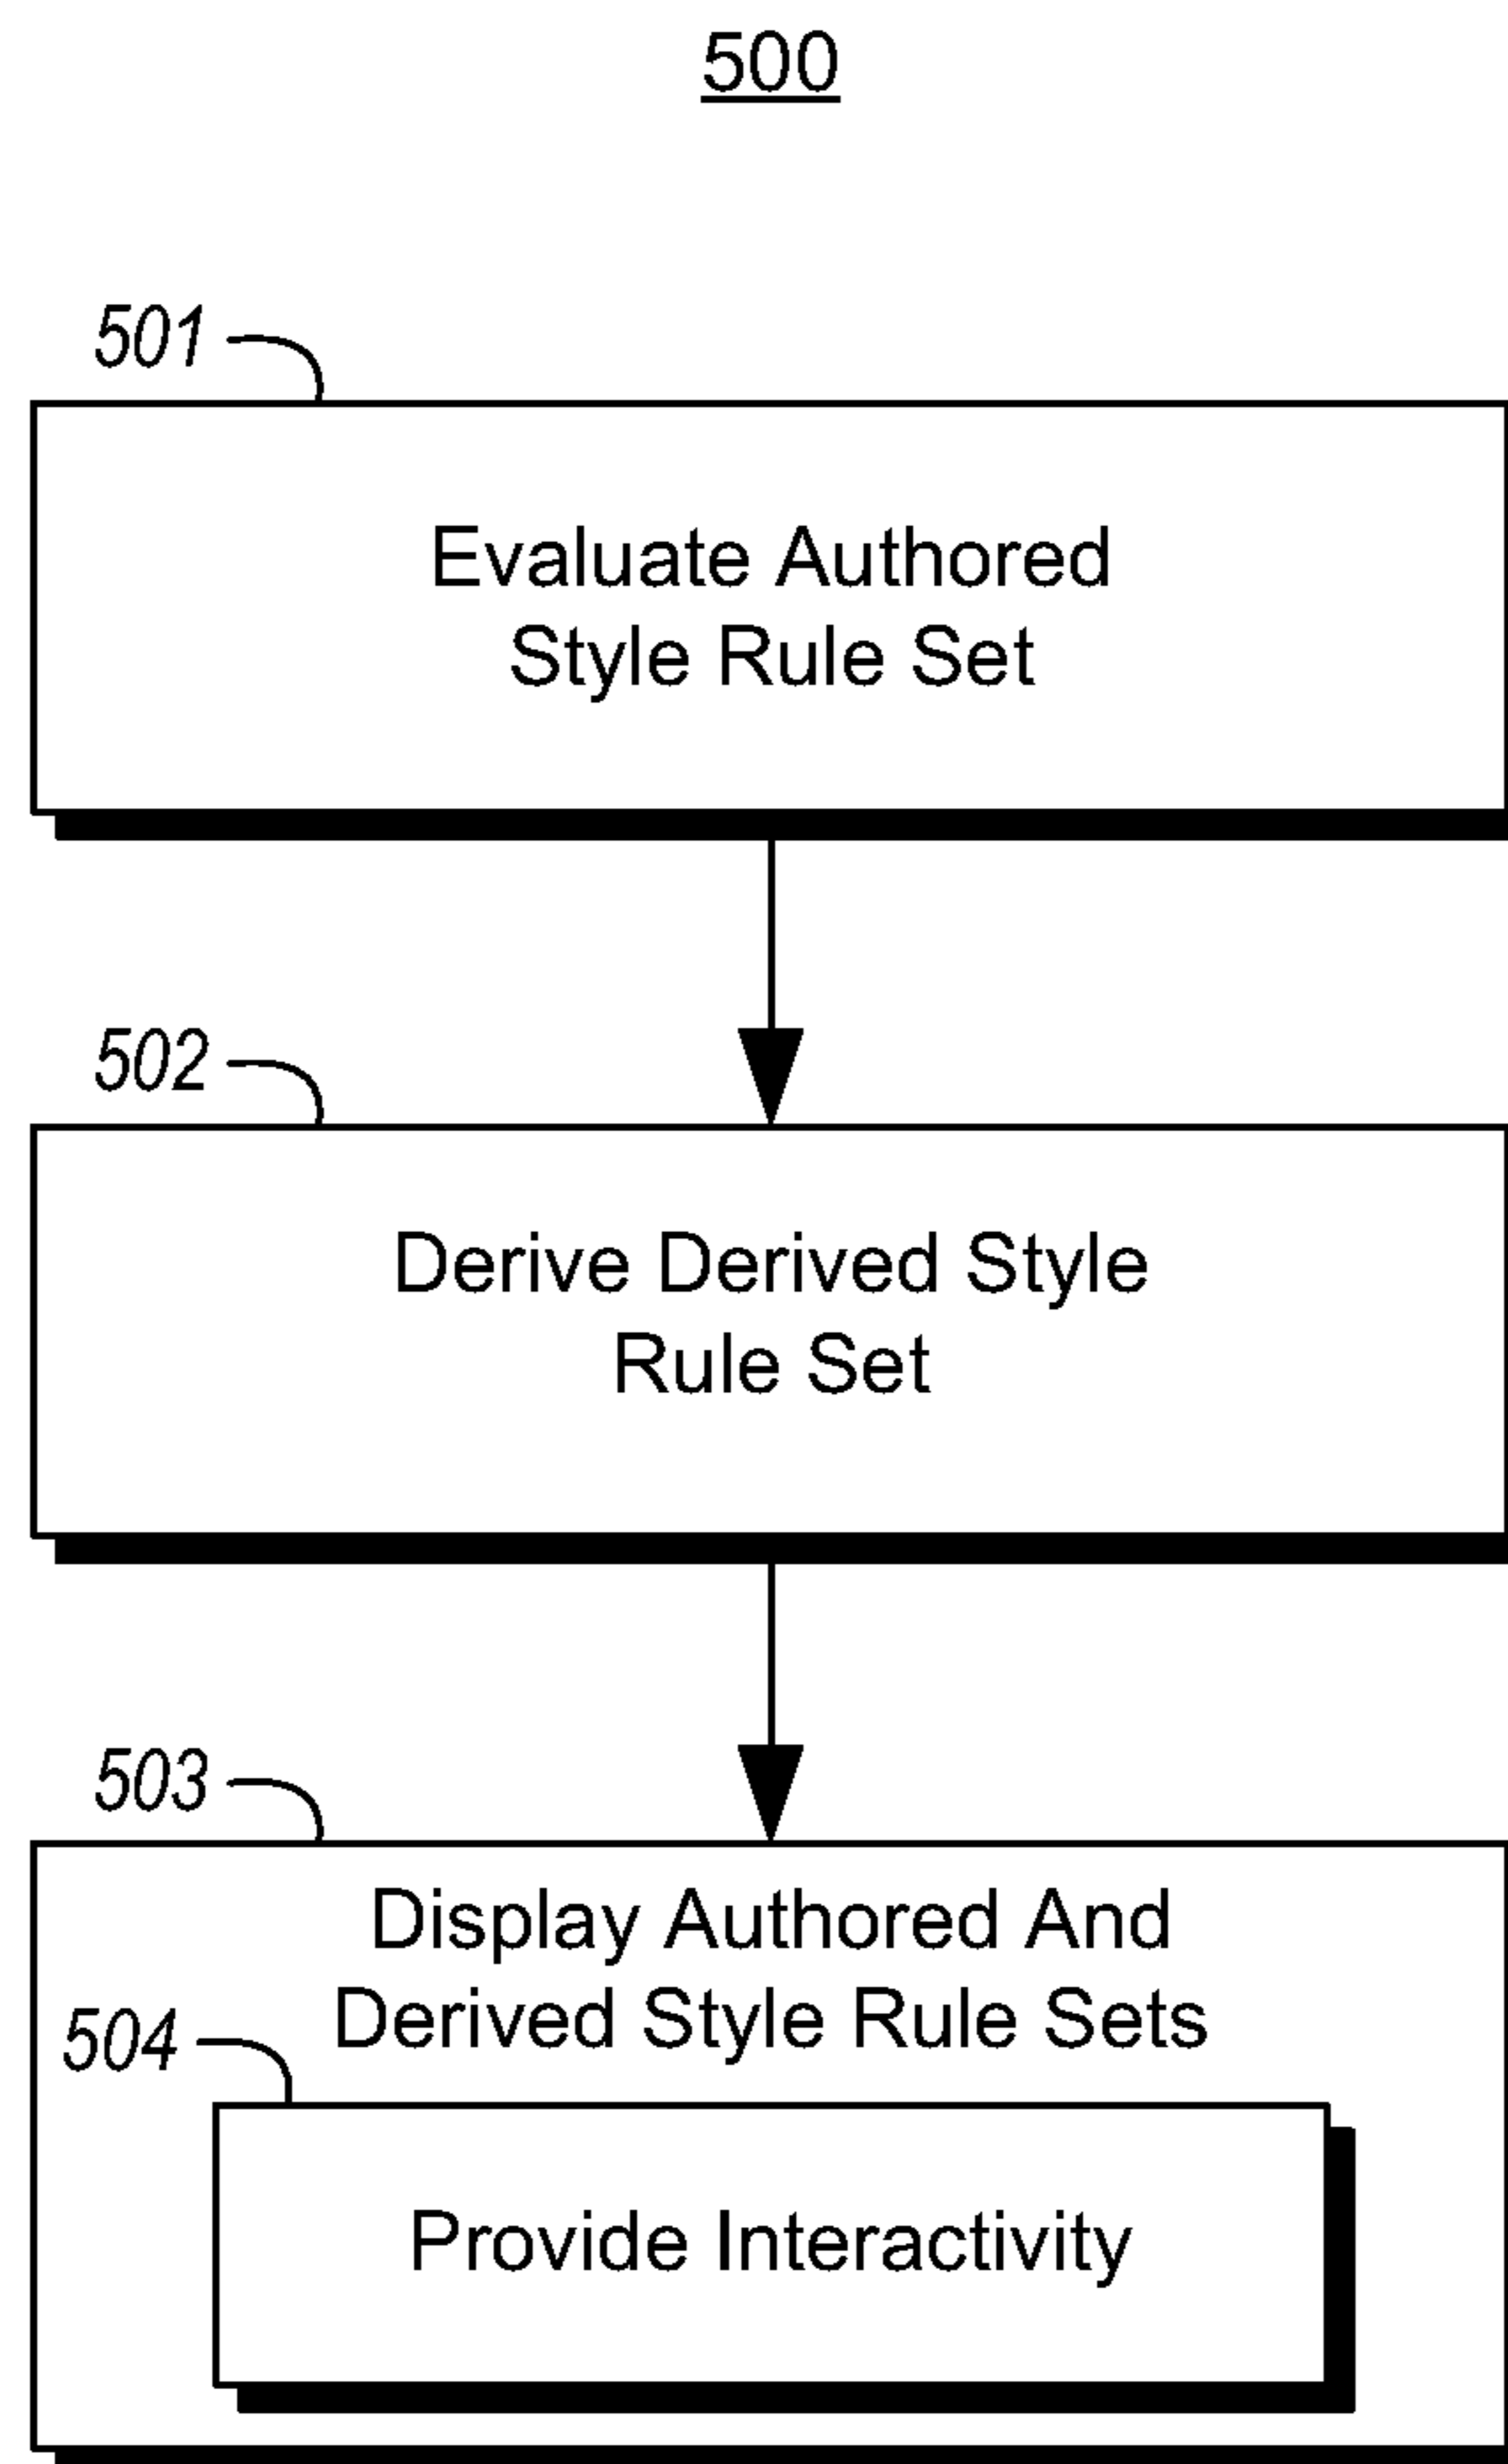 500
501
Evaluate Authored
Style Rule Set
502
Derive Derived Style
Rule Set
503
Display Authored And
Derived Style Rule Sets
504
Provide Interactivity